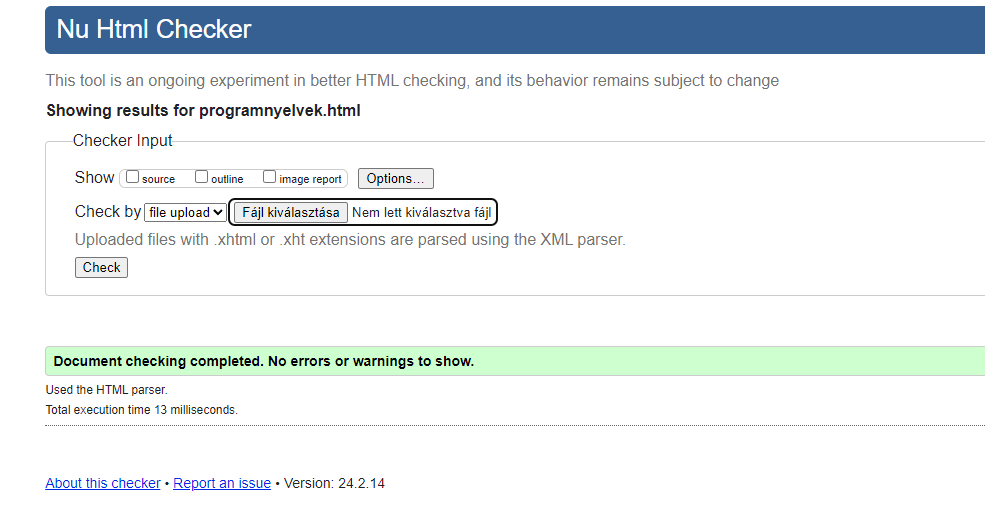 Nu Html Checker
This tool is an ongoing experiment in better HTML checking, and its behavior remains subject to change
Showing results for programnyelvek.html
Checker Input
Show source outline image report Options...
Check by file upload Fájl kiválasztása Nem lett kiválasztva fájl
Uploaded files with .xhtml or .xht extensions are parsed using the XML parser.
Check
Document checking completed. No errors or warnings to show.
Used the HTML parser.
Total execution time 13 milliseconds.
About this checker • Report an issue • Version: 24.2.14